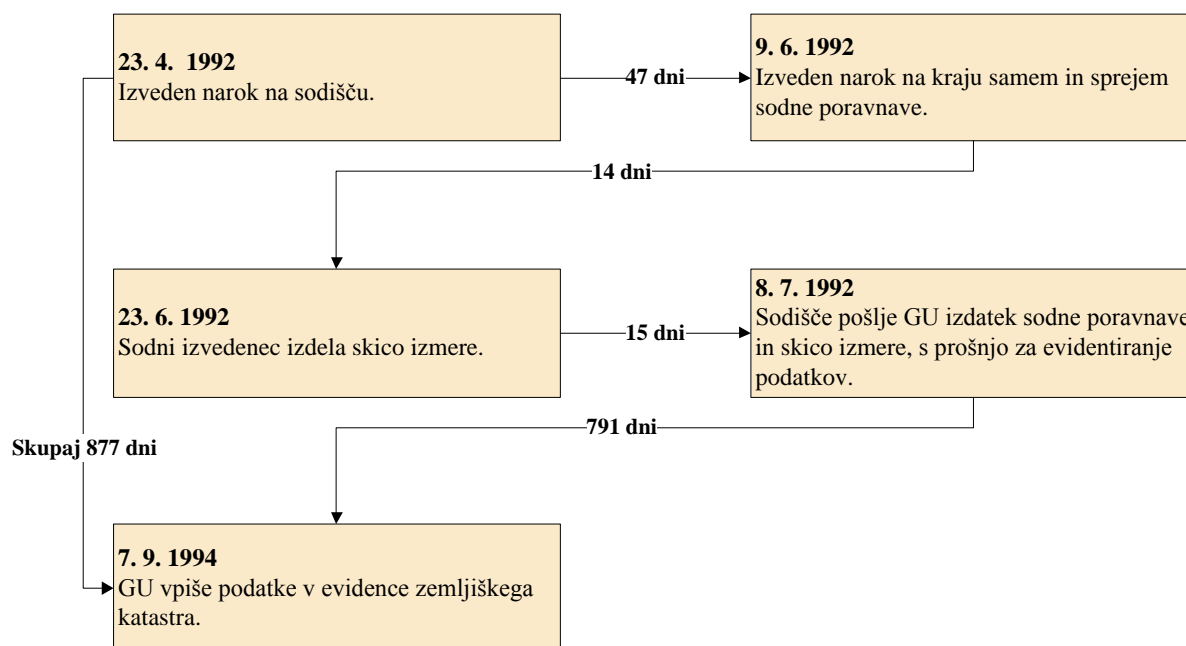 23. 4. 1992
Izveden narok na sodišču.
47 dni
9. 6. 1992
Izveden narok na kraju samem in sprejem
sodne poravnave.
14 dni
23. 6. 1992
Sodni izvedenec izdela skico izmere.
15 dni
8. 7. 1992
Sodišče pošlje GU izdatek sodne poravnave
in skico izmere, s prošnjo za evidentiranje
podatkov.
791 dni
Skupaj 877 dni
7. 9. 1994
GU vpiše podatke v evidence zemljiškega
katastra.